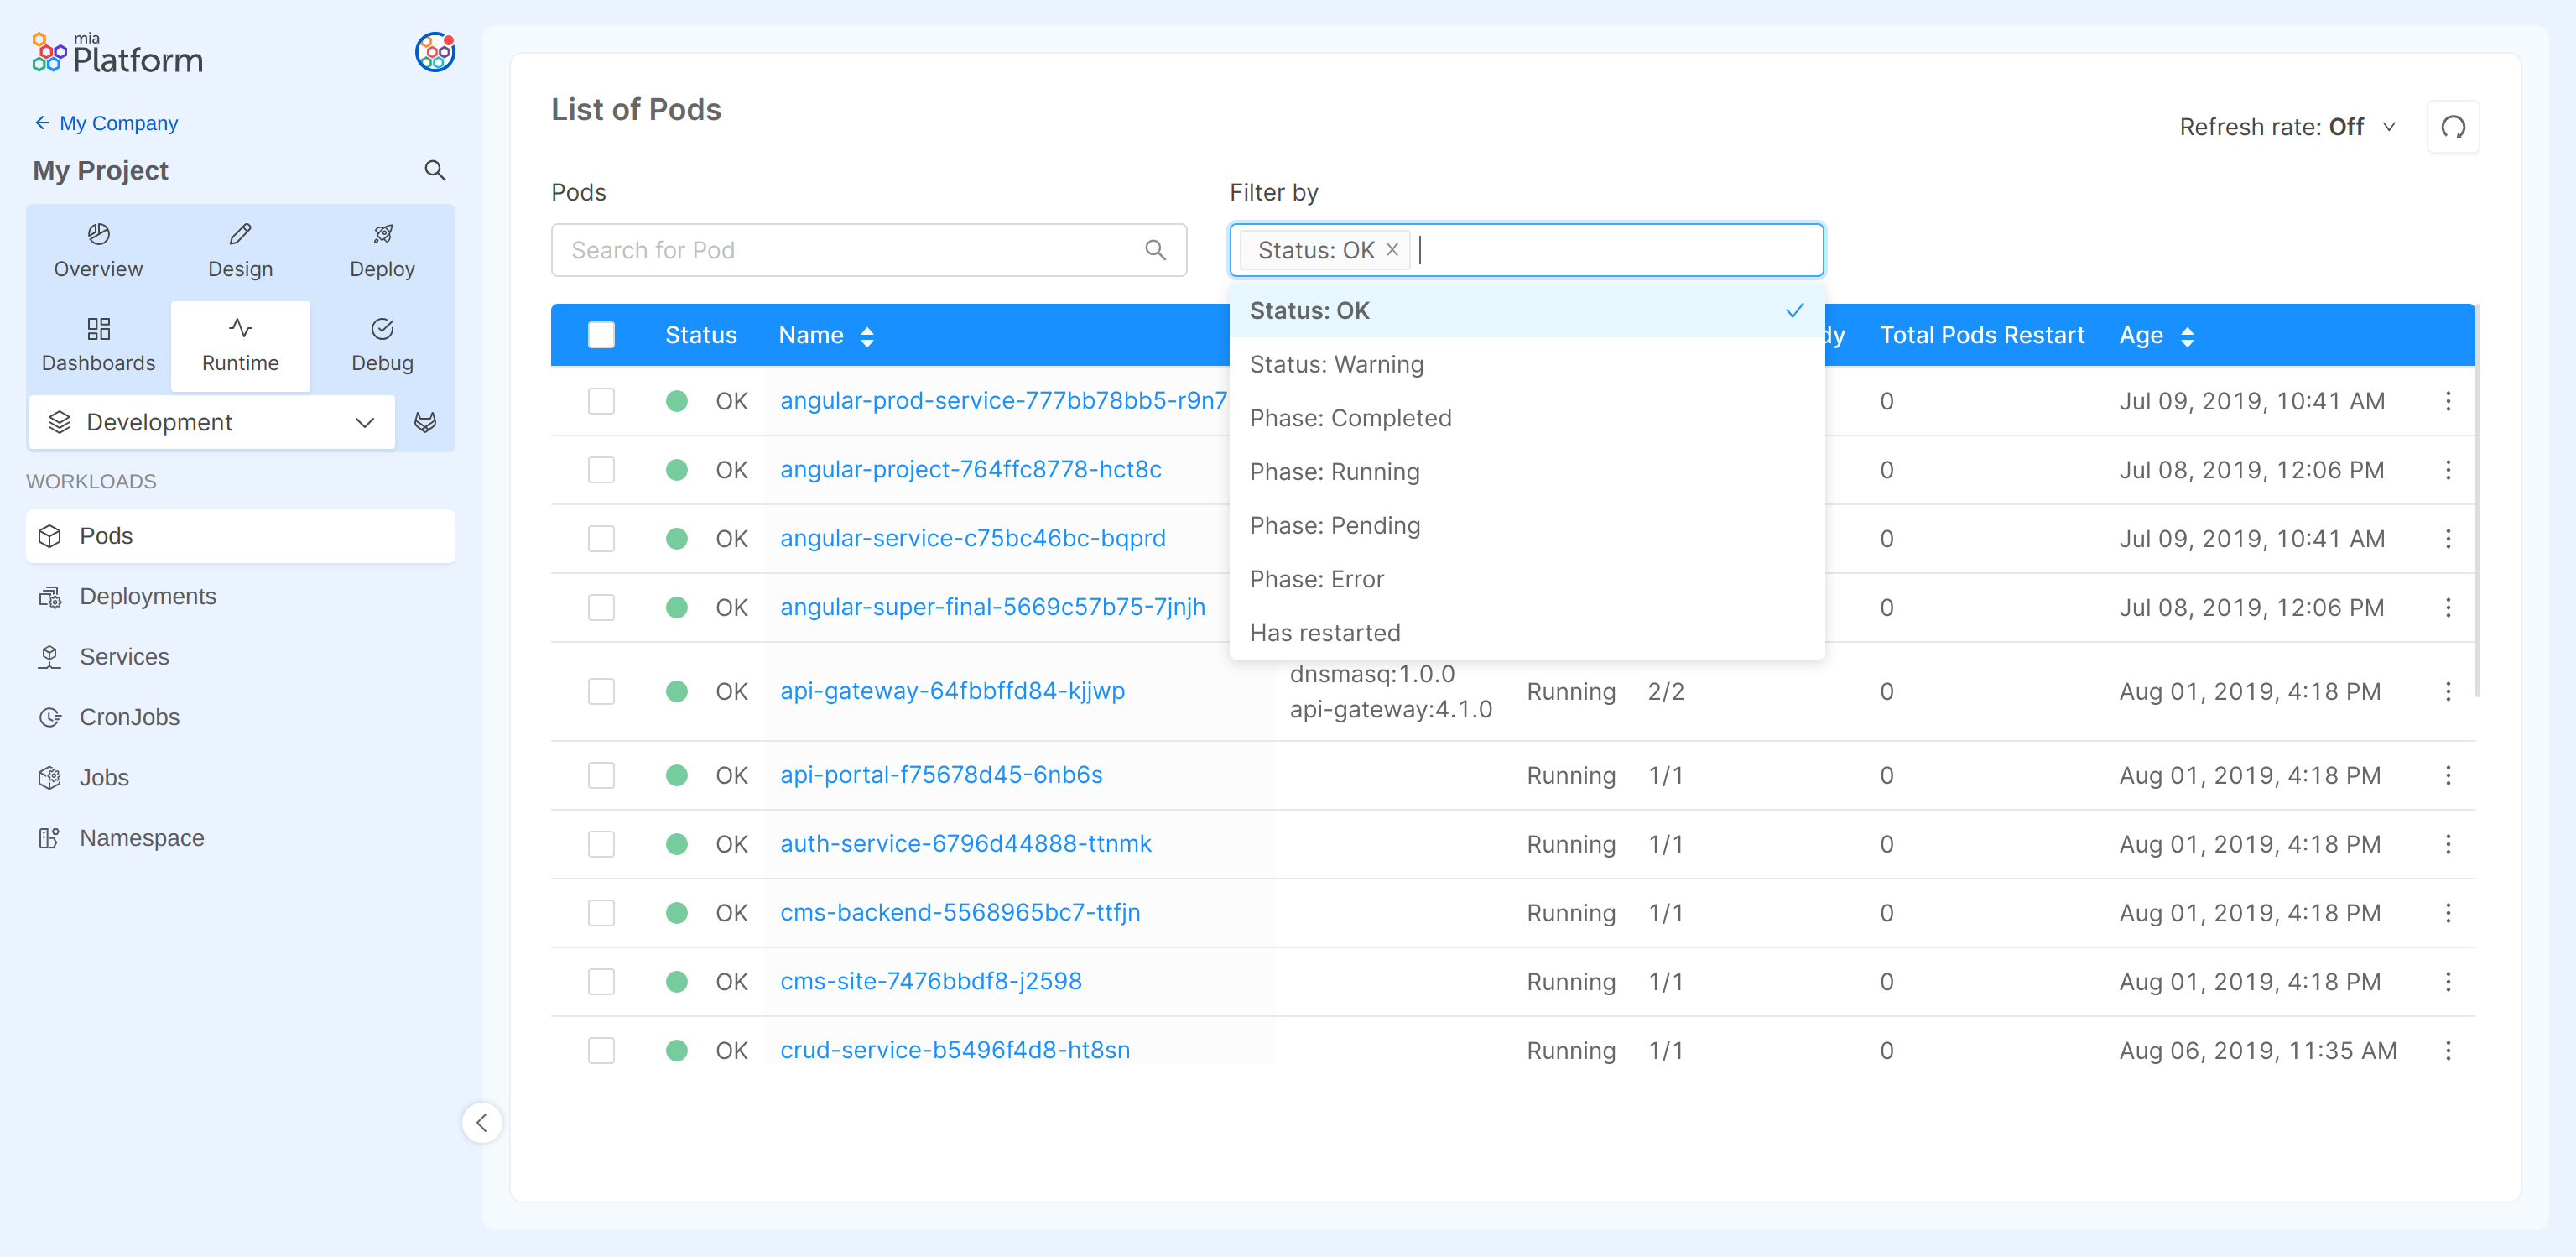 mia
Platform
My Company
My Project
Overview
Design
Deploy
Dashboards
Runtime
Debug
Development
WORKLOADS
Pods
Deployments
Services
CronJobs
Jobs
Namespace
List of Pods
Refresh rate: Off
Pods
Filter by
Search for Pod
Status: OK
Status: OK
Status: Warning
Phase: Completed
Phase: Running
Phase: Pending
Phase: Error
Has restarted
Status Name dy Total Pods Restart Age
OK angular-prod-service-777bb78bb5-r9n7 0 Jul 09, 2019, 10:41 AM
OK angular-project-764ffc8778-hct8c 0 Jul 08, 2019, 12:06 PM
OK angular-service-c75bc46bc-bqprd 0 Jul 09, 2019, 10:41 AM
OK angular-super-final-5669c57b75-7jnjh 0 Jul 08, 2019, 12:06 PM
dnsmasq:1.0.0
OK api-gateway-64fbbffd84-kjjwp Running 2/2 0 Aug 01, 2019, 4:18 PM
api-gateway:4.1.0
OK api-portal-f75678d45-6nb6s Running 1/1 0 Aug 01, 2019, 4:18 PM
OK auth-service-6796d44888-ttnmk Running 1/1 0 Aug 01, 2019, 4:18 PM
OK cms-backend-5568965bc7-ttfjn Running 1/1 0 Aug 01, 2019, 4:18 PM
OK cms-site-7476bbdf8-j2598 Running 1/1 0 Aug 01, 2019, 4:18 PM
OK crud-service-b5496f4d8-ht8sn Running 1/1 0 Aug 06, 2019, 11:35 AM